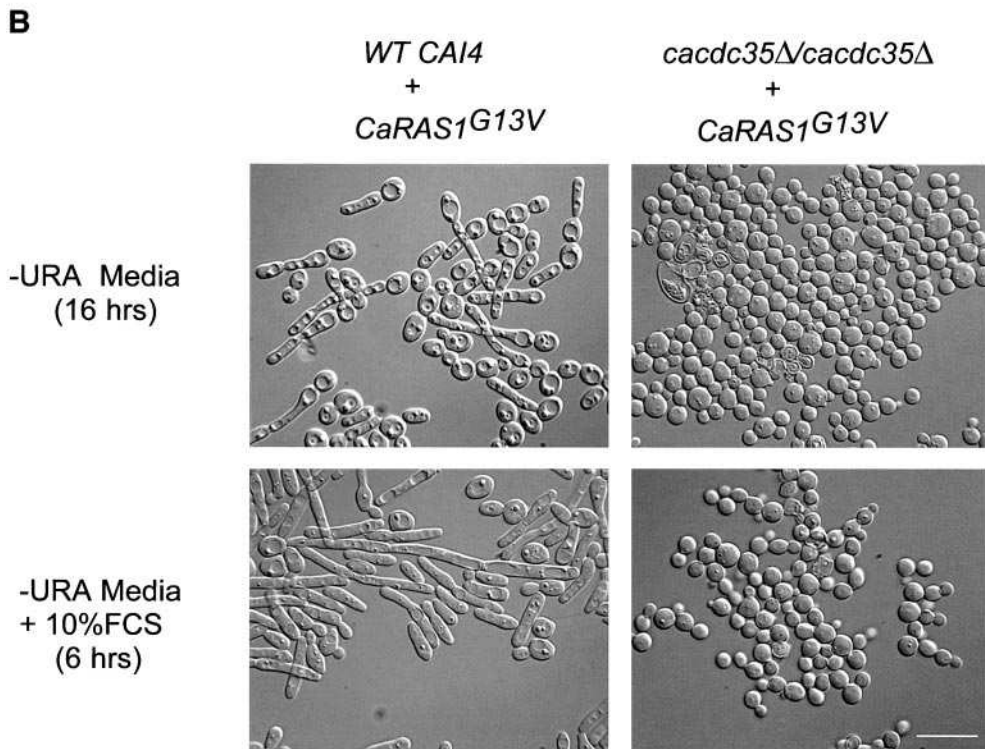 B
WT CAI4
+
CaRAS1G13V
cacdc35Δ/cacdc35Δ
+
CaRAS1G13V
-URA Media
(16 hrs)
-URA Media
+ 10%FCS
(6 hrs)